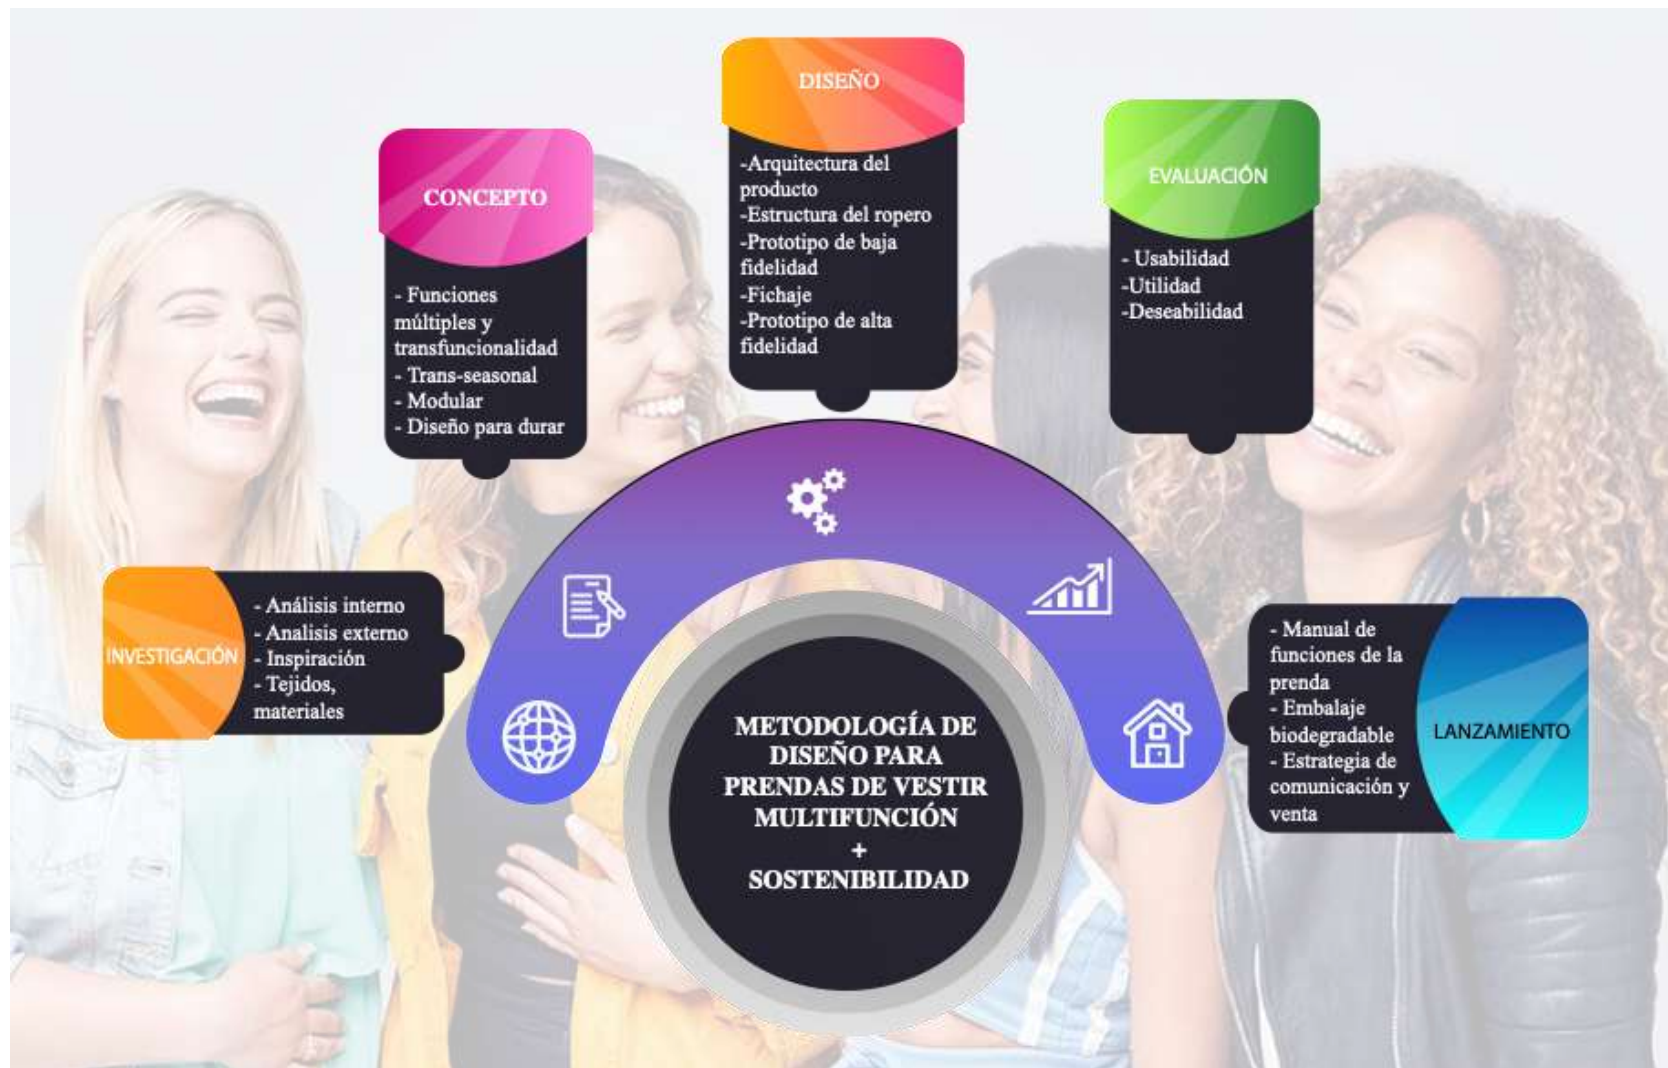 INVESTIGACIÓN
- Análisis interno
- Analisis externo
- Inspiración
- Tejidos,
materiales
CONCEPTO
- Funciones
múltiples y
transfuncionalidad
- Trans-seasonal
- Modular
- Diseño para durar
DISEÑO
-Arquitectura del
producto
-Estructura del ropero
-Prototipo de baja
fidelidad
-Fichaje
-Prototipo de alta
fidelidad
EVALUACIÓN
- Usabilidad
-Utilidad
-Deseabilidad
- Manual de
funciones de la
prenda
- Embalaje
biodegradable
- Estrategia de
comunicación y
venta
LANZAMIENTO
METODOLOGÍA DE
DISEÑO PARA
PRENDAS DE VESTIR
MULTIFUNCIÓN
+
SOSTENIBILIDAD